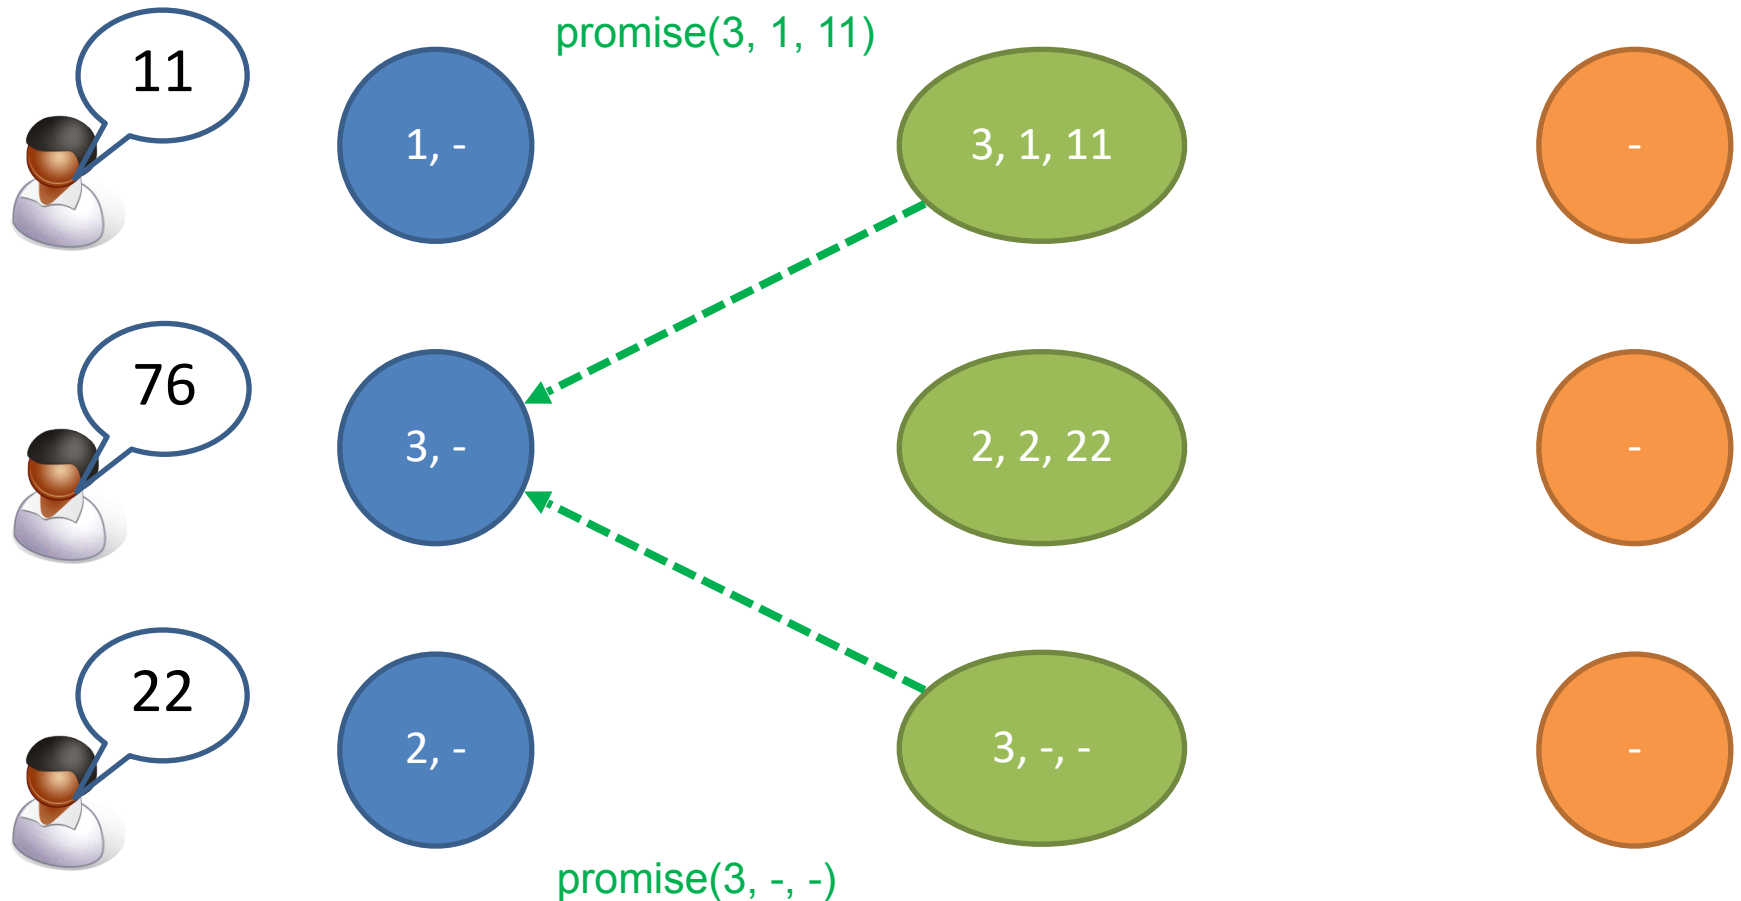 promise(3, 1, 11)
11
1, -
3, 1, 11
-
76
3, -
2, 2, 22
-
22
2, -
3, -, -
-
promise(3, -, -)